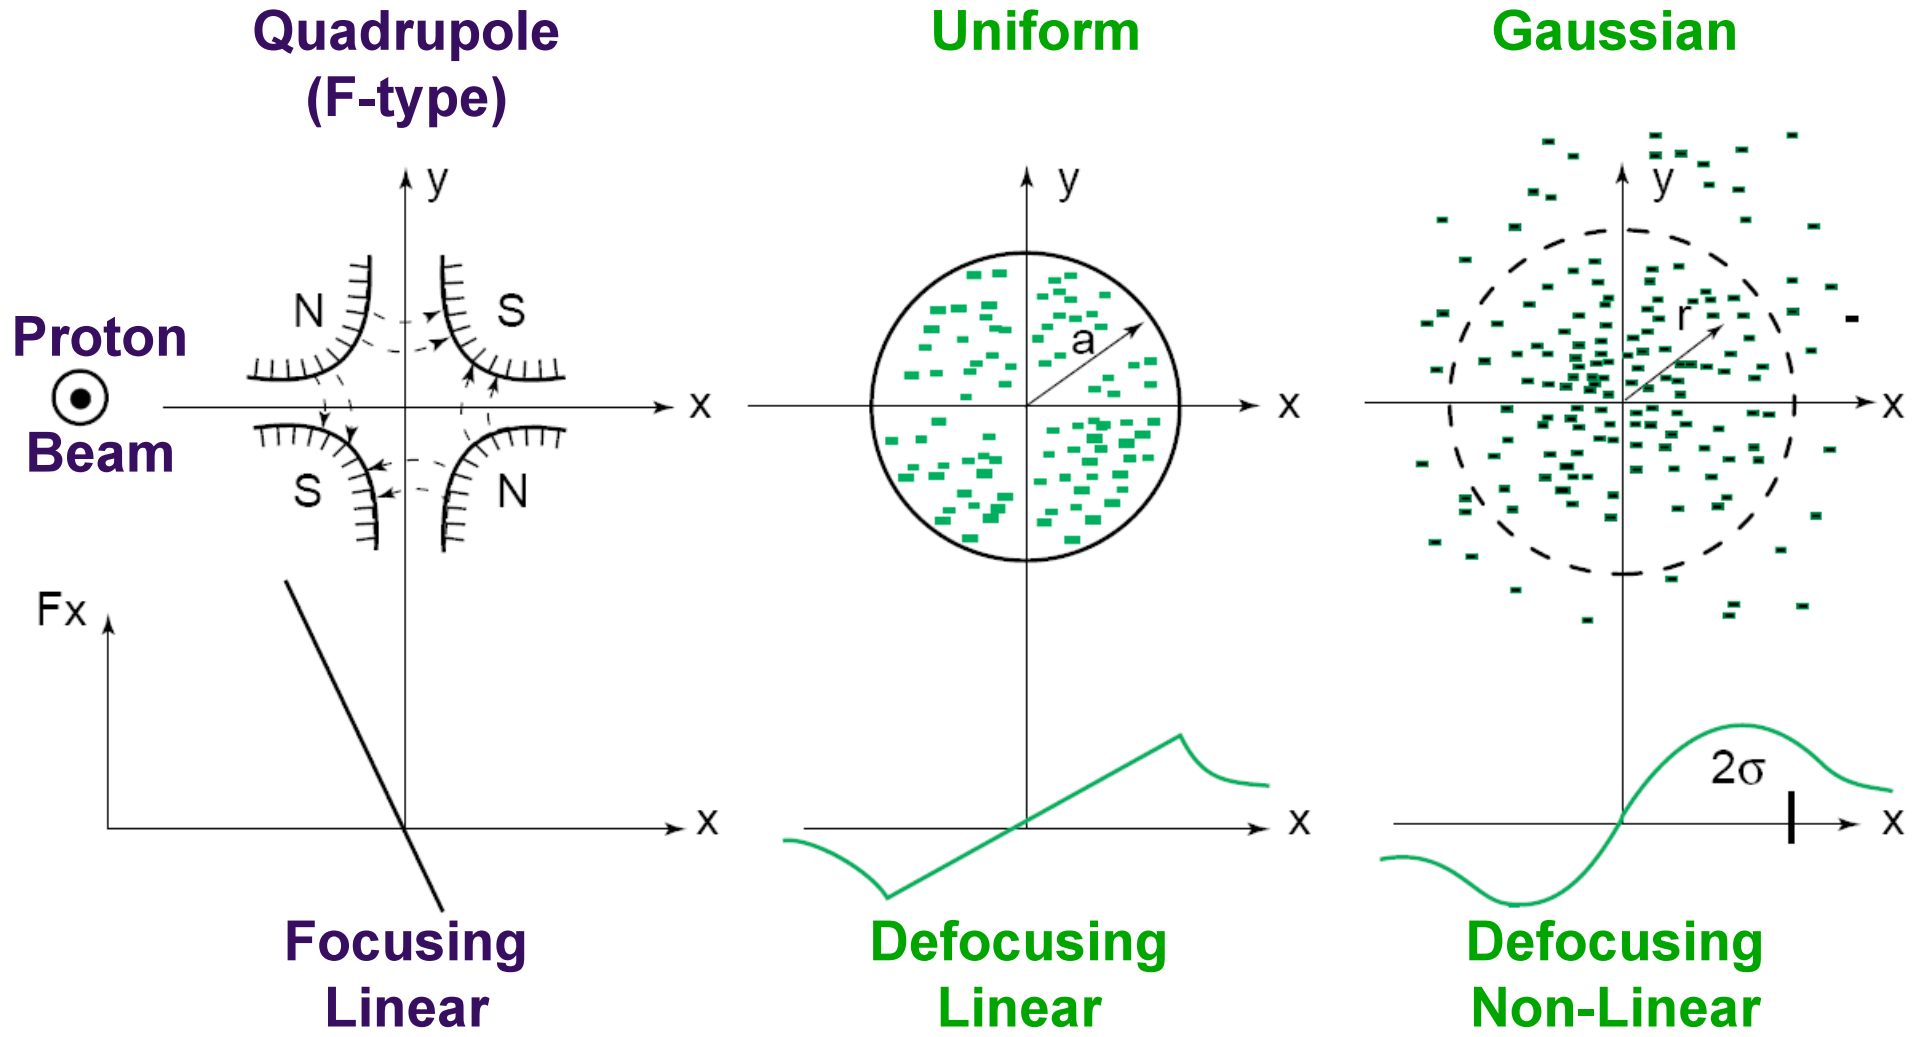 Quadrupole
(F-type)
Uniform
Gaussian
Proton
Beam
y
N
S
x
S
N
y
a
x
y
r
x
Fx
x
x
2σ
x
Focusing
Linear
Defocusing
Linear
Defocusing
Non-Linear